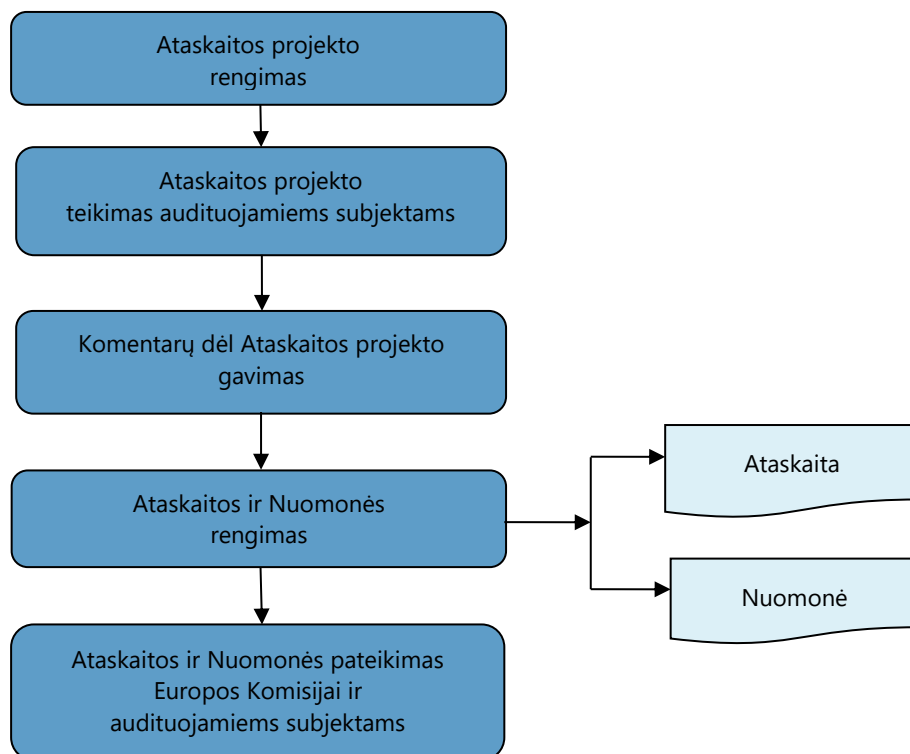 Ataskaitos projekto
rengimas
Ataskaitos projekto
teikimas audituojamiems subjektams
Komentarų dėl Ataskaitos projekto
gavimas
Ataskaitos ir Nuomonės
rengimas
Ataskaita
Nuomonė
Ataskaitos ir Nuomonės pateikimas
Europos Komisijai ir
audituojamiems subjektams